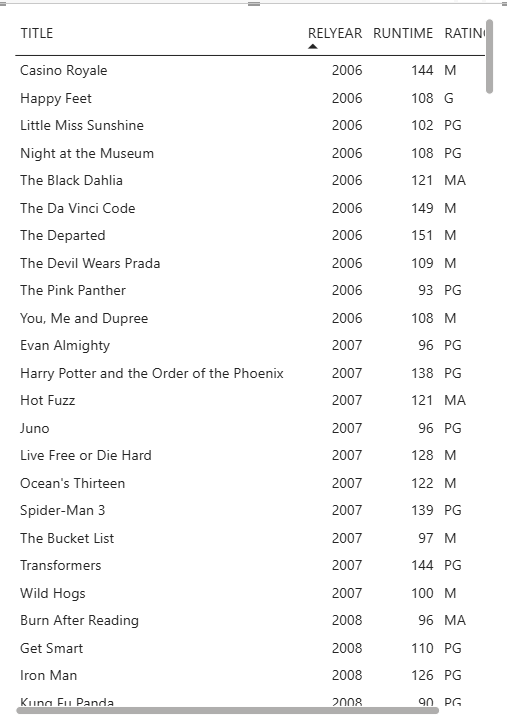 TITLE RELYEAR RUNTIME RATING
Casino Royale 2006 144 M
Happy Feet 2006 108 G
Little Miss Sunshine 2006 102 PG
Night at the Museum 2006 108 PG
The Black Dahlia 2006 121 MA
The Da Vinci Code 2006 149 M
The Departed 2006 151 M
The Devil Wears Prada 2006 109 M
The Pink Panther 2006 93 PG
You, Me and Dupree 2006 108 M
Evan Almighty 2007 96 PG
Harry Potter and the Order of the Phoenix 2007 138 PG
Hot Fuzz 2007 121 MA
Juno 2007 96 PG
Live Free or Die Hard 2007 128 M
Ocean's Thirteen 2007 122 M
Spider-Man 3 2007 139 PG
The Bucket List 2007 97 M
Transformers 2007 144 PG
Wild Hogs 2007 100 M
Burn After Reading 2008 96 MA
Get Smart 2008 110 PG
Iron Man 2008 126 PG
Kung Fu Panda 2008 90 PG